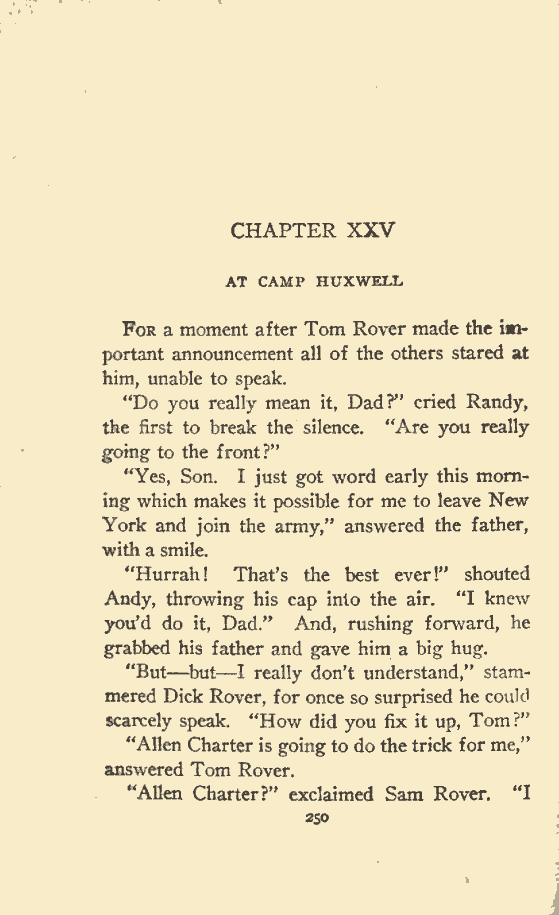 CHAPTER XXV
AT CAMP HUXWELL
FOR a moment after Tom Rover made the im-
portant announcement all of the others stared at
him, unable to speak.
"Do you really mean it, Dad?" cried Randy,
the first to break the silence. "Are you really
going to the front?"
"Yes, Son. I just got word early this morn-
ing which makes it possible for me to leave New
York and join the army," answered the father,
with a smile.
"Hurrah! That's the best ever!" shouted
Andy, throwing his cap into the air. "I knew
you'd do it, Dad." And, rushing forward, he
grabbed his father and gave him a big hug.
"But—but—I really don't understand," stam-
mered Dick Rover, for once so surprised he could
scarcely speak. "How did you fix it up, Tom?"
"Allen Charter is going to do the trick for me,"
answered Tom Rover.
"Allen Charter?" exclaimed Sam Rover. "I
250